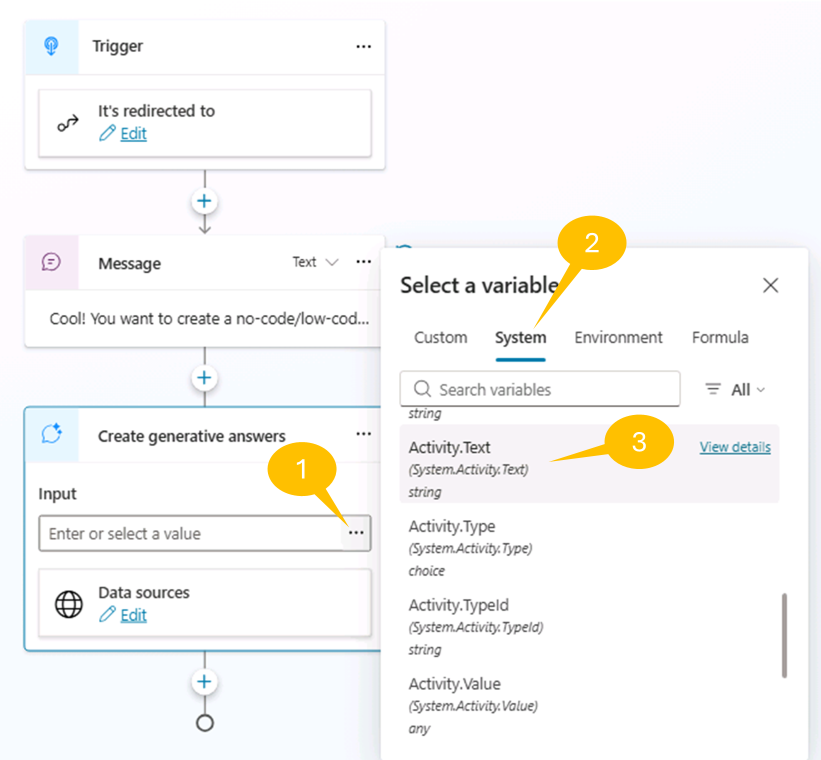 Trigger
It's redirected to
Edit
Message
Text
Cool! You want to create a no-code/low-cod...
Create generative answers
1
Input
Enter or select a value
Data sources
Edit
2
Select a variable
Custom
System
Environment
Formula
Search variables
All
string
Activity.Text
View details
(System.Activity.Text)
string
3
Activity.Type
(System.Activity.Type)
choice
Activity.TypeId
(System.Activity.TypeId)
string
Activity.Value
(System.Activity.Value)
any